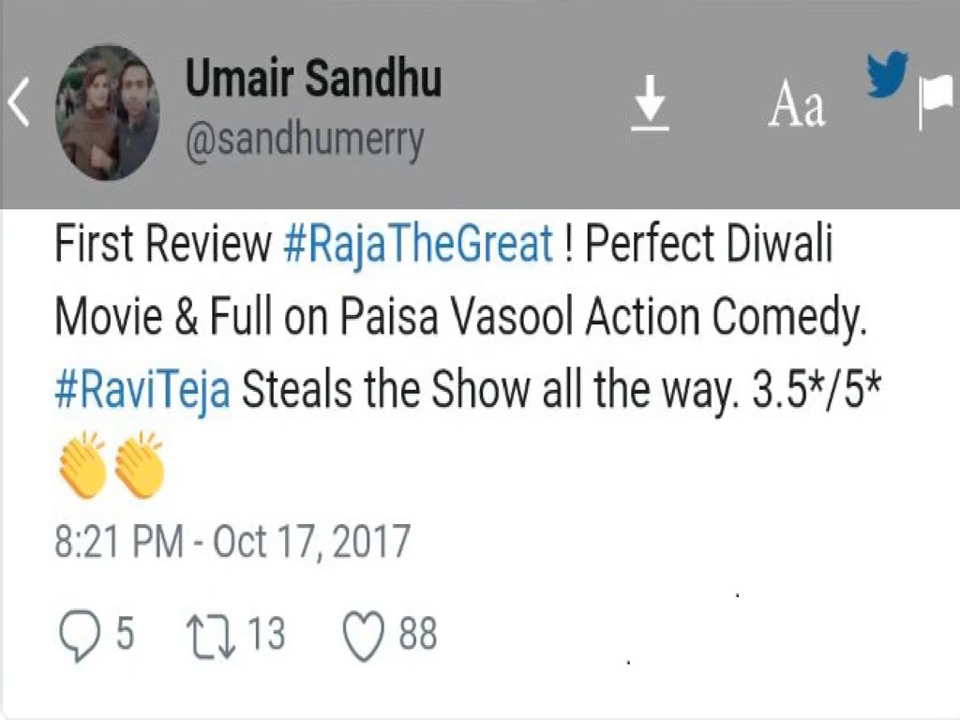 Umair Sandhu
@sandhumerry
Aa
First Review #RajaTheGreat ! Perfect Diwali
Movie & Full on Paisa Vasool Action Comedy.
#RaviTeja Steals the Show all the way. 3.5*/5*
👏👏
8:21 PM - Oct 17, 2017
5 13 88